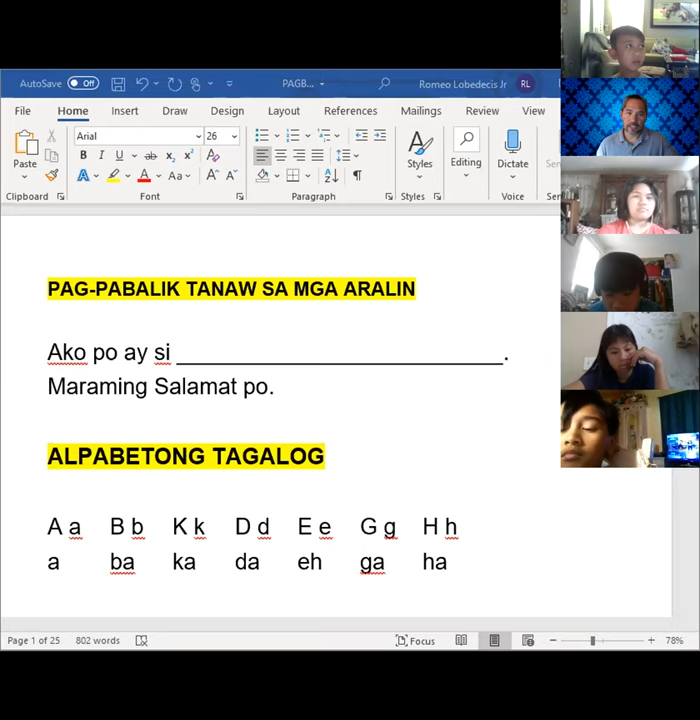 AutoSave Off PAGB... Romeo Lobedecis Jr RL
File Home Insert Draw Design Layout References Mailings Review View
Arial 26
Paste Styles Editing Dictate
Clipboard Font Paragraph Styles Voice
PAG-PABALIK TANAW SA MGA ARALIN
Ako po ay si ___________________________.
Maraming Salamat po.
ALPABETONG TAGALOG
A a B b K k D d E e G g H h
a ba ka da eh ga ha
Page 1 of 25 802 words Focus 78%